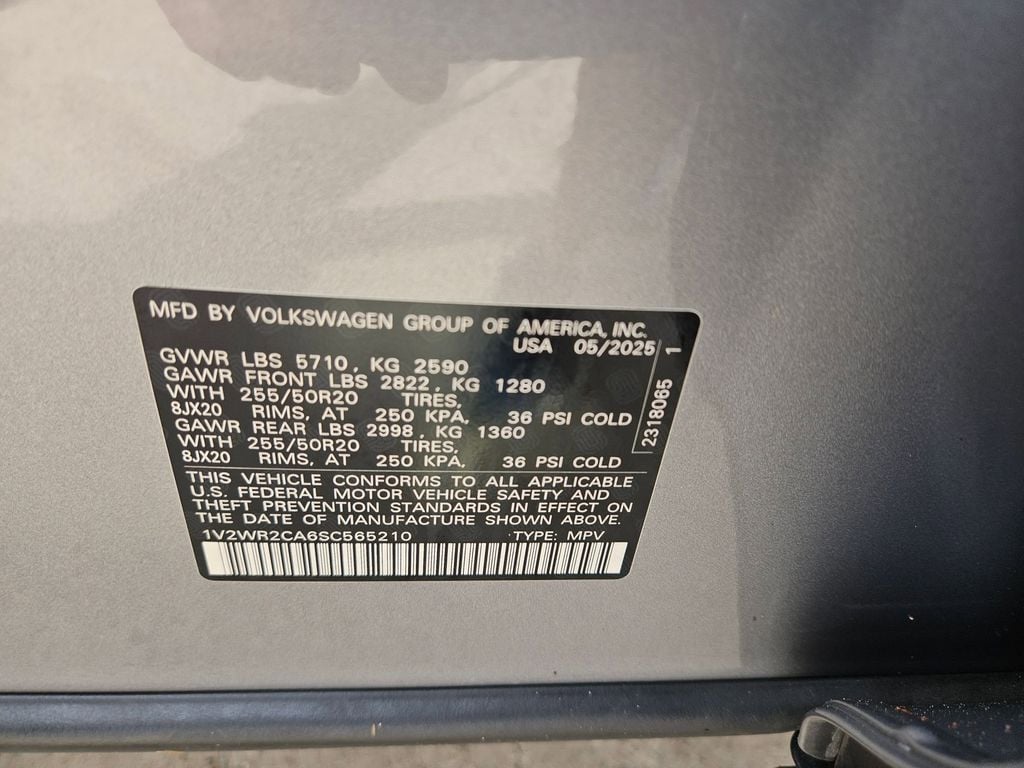 MFD BY VOLKSWAGEN GROUP OF AMERICA, INC.
USA 05/2025
GVWR LBS 5710, KG 2590
GAWR FRONT LBS 2822, KG 1280
WITH 255/50R20 TIRES,
8JX20 RIMS, AT 250 KPA, 36 PSI COLD
GAWR REAR LBS 2998, KG 1360
WITH 255/50R20 TIRES,
8JX20 RIMS, AT 250 KPA, 36 PSI COLD
2318065 1
THIS VEHICLE CONFORMS TO ALL APPLICABLE
U.S. FEDERAL MOTOR VEHICLE SAFETY AND
THEFT PREVENTION STANDARDS IN EFFECT ON
THE DATE OF MANUFACTURE SHOWN ABOVE.
1V2WR2CA6SC565210 TYPE: MPV